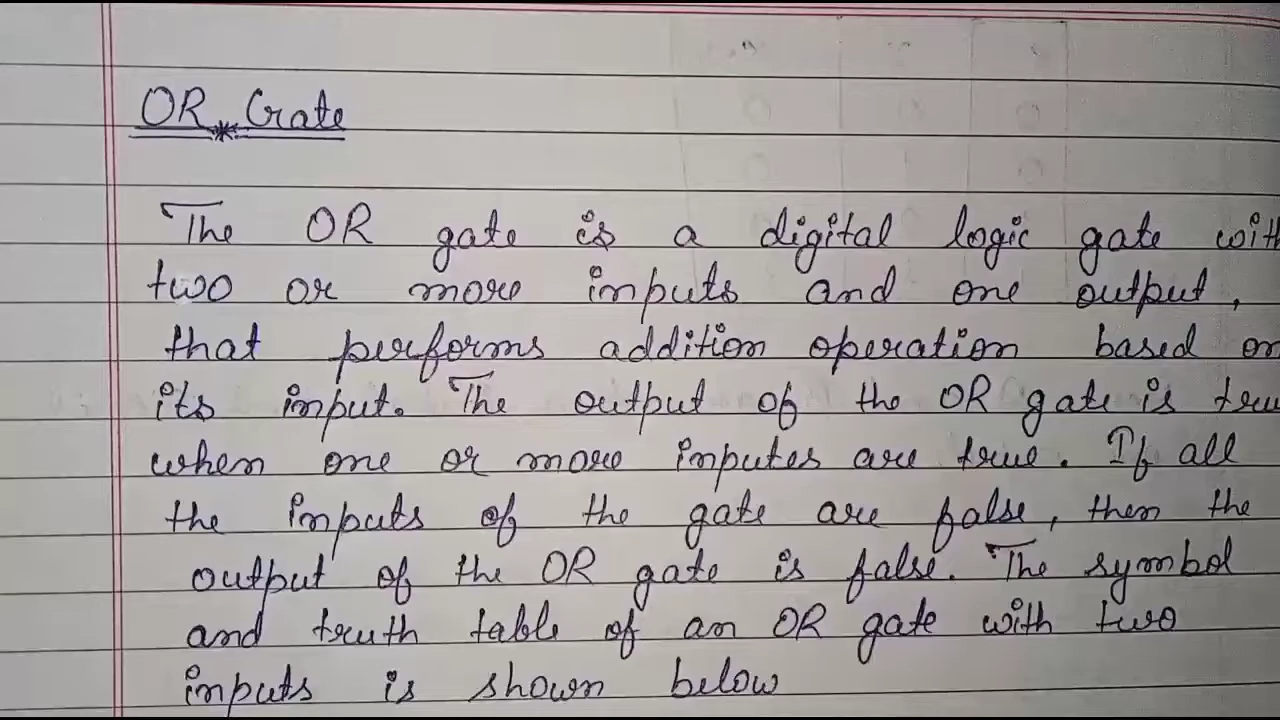 OR Gate
The OR gate is a digital logic gate with
two or more inputs and one output,
that performs addition operation based on
its input. The output of the OR gate is tru
when one or more inputes are true. If all
the inputs of the gate are false, then the
output of the OR gate is false. The symbol
and truth table of an OR gate with two
inputs is shown below